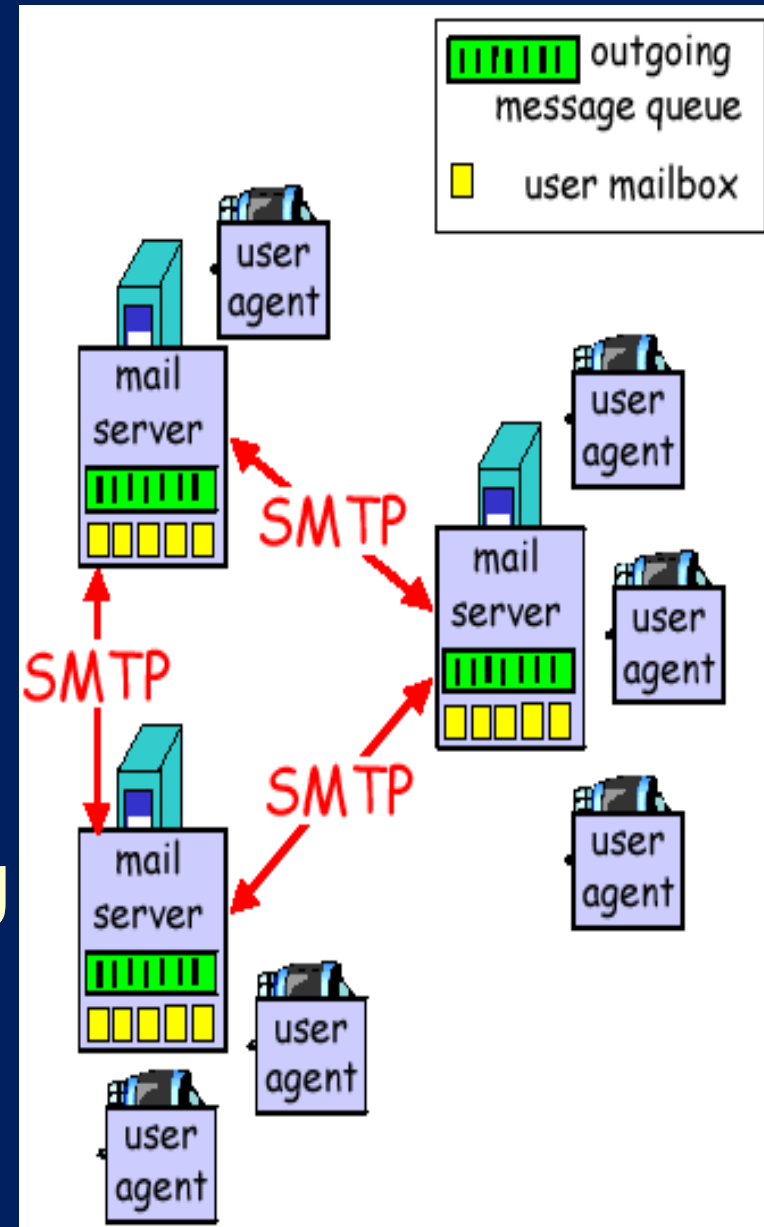 outgoing
message queue
user mailbox
user
agent
mail
server
user
agent
SMTP
mail
server
user
agent
SMTP
SMTP
user
agent
mail
server
g
user
agent
user
agent